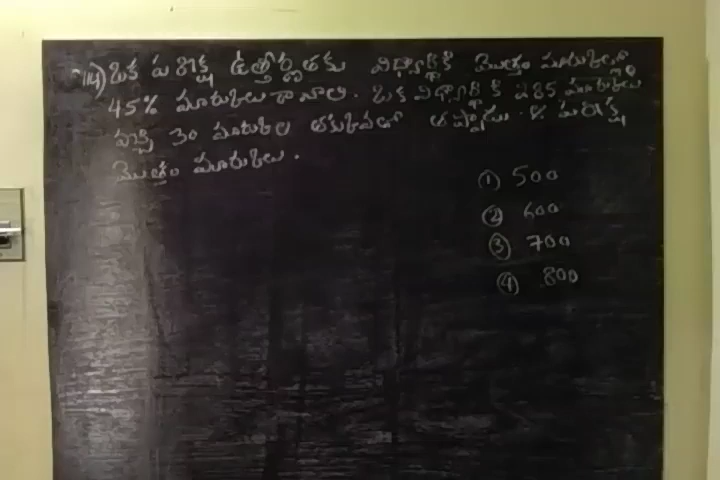 114) ఒక పరీక్ష ఉత్తీర్ణతకు విద్యార్థికి మొత్తం మార్కులలో
45% మార్కులు రావాలి. ఒక విద్యార్థి కి 285 మార్కులు
వచ్చి 30 మార్కుల తక్కువతో తప్పాడు. ఆ పరీక్ష
మొత్తం మార్కులు.
① 500
② 600
③ 700
④ 800